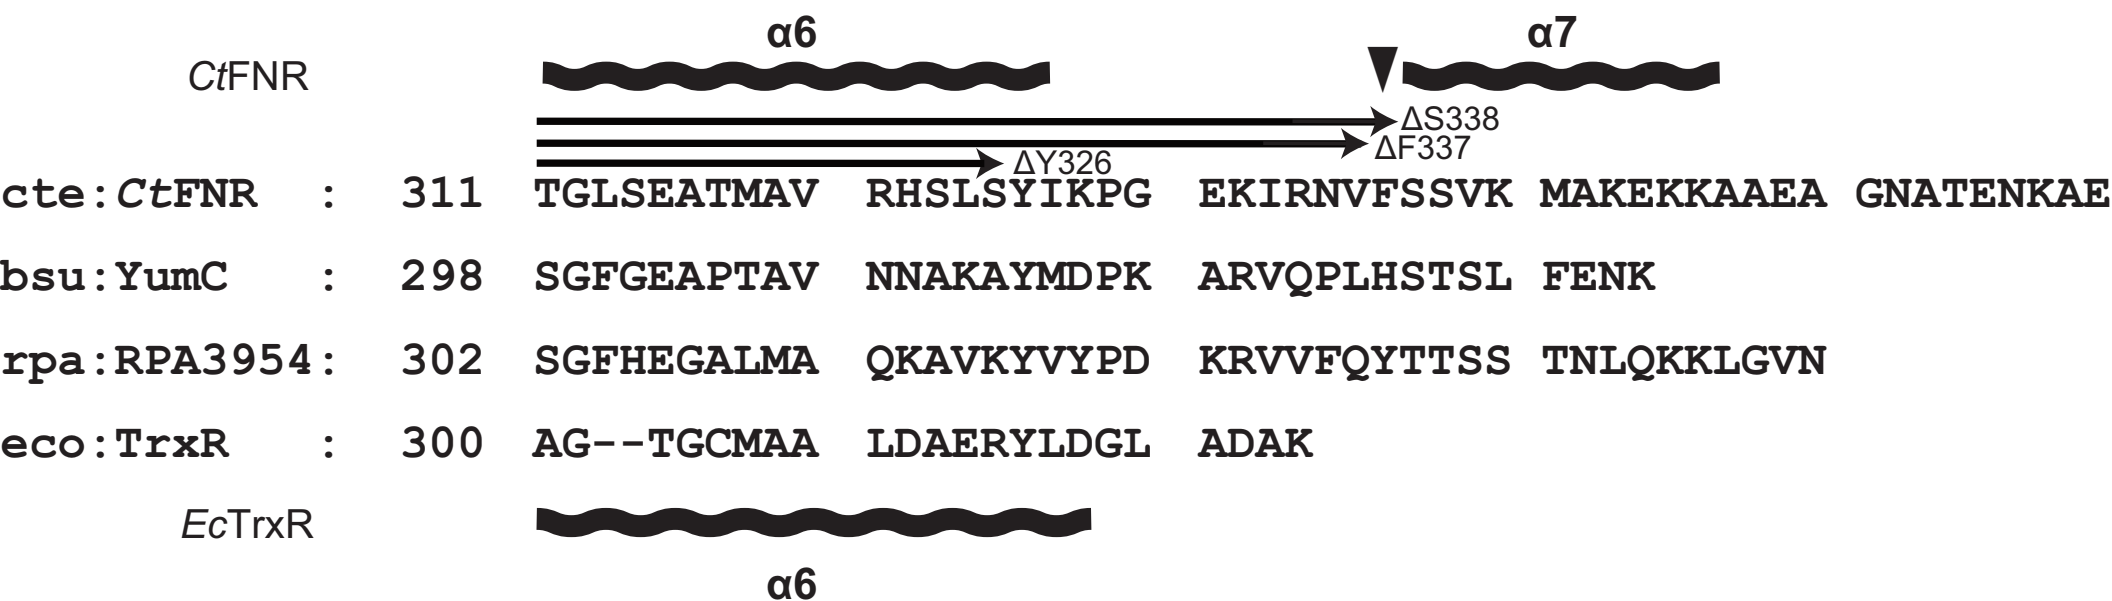 α6 α7
CtFNR
ΔS338
ΔF337
ΔY326
cte:CtFNR : 311 TGLSEATMAV RHSLSYIKPG EKIRNVFSSVK MAKEKKAAEA GNATENKAE
bsu:YumC : 298 SGFGEAPTAV NNAKAYMDPK ARVQPLHSTSL FENK
rpa:RPA3954: 302 SGFHEGALMA QKAVKYVYPD KRVVFQYTTSS TNLQKKLGVN
eco:TrxR : 300 AG--TGCMAA LDAERYLDGL ADAK
EcTrxR
α6